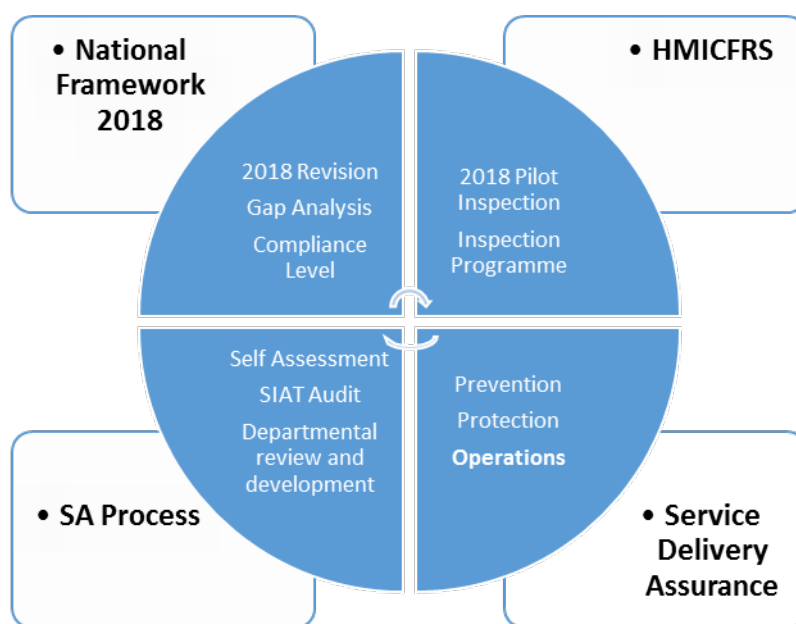 • National
Framework
2018
• HMICFRS
2018 Revision
Gap Analysis
Compliance
Level
2018 Pilot
Inspection
Inspection
Programme
Self Assessment
SIAT Audit
Departmental
review and
development
Prevention
Protection
Operations
• SA Process
• Service
Delivery
Assurance